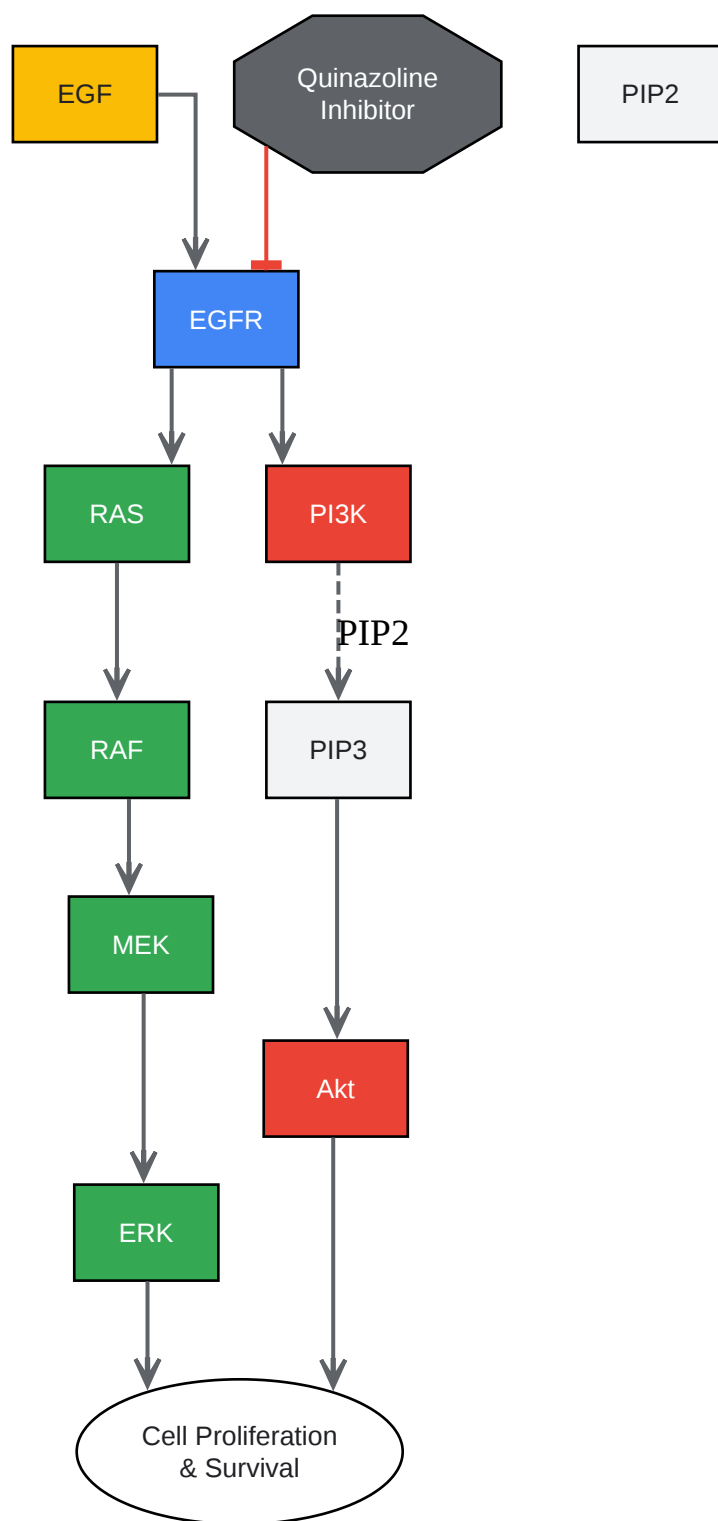 EGF
Quinazoline
Inhibitor
PIP2
EGFR
RAS
PI3K
PIP2
RAF
PIP3
MEK
Akt
ERK
Cell Proliferation
& Survival